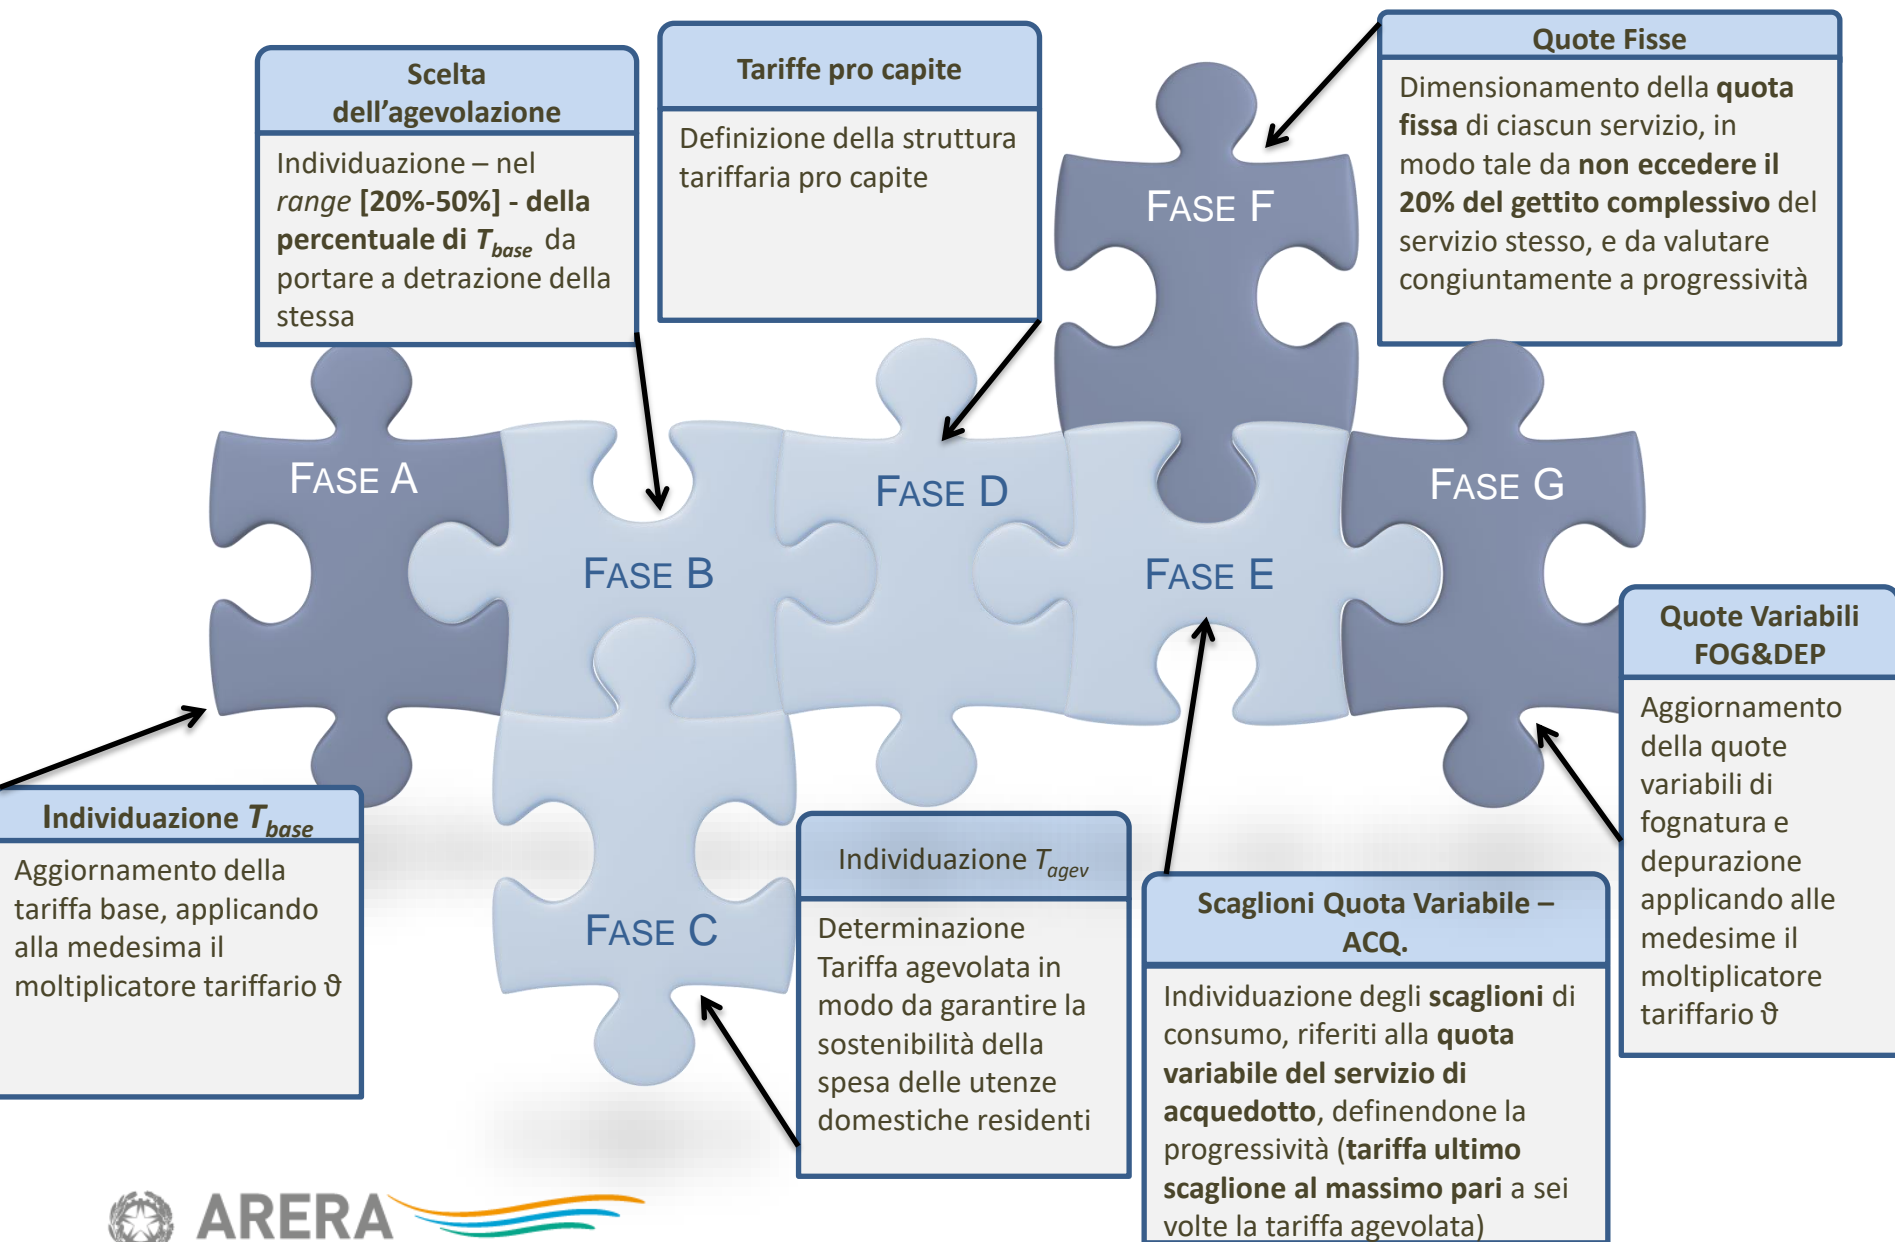 Scelta
dell’agevolazione
Individuazione – nel
range [20%-50%] - della
percentuale di Tbase da
portare a detrazione della
stessa
Tariffe pro capite
Definizione della struttura
tariffaria pro capite
Quote Fisse
Dimensionamento della quota
fissa di ciascun servizio, in
modo tale da non eccedere il
20% del gettito complessivo del
servizio stesso, e da valutare
congiuntamente a progressività
FASE F
FASE A
FASE B
FASE D
FASE E
FASE G
FASE C
Individuazione Tbase
Aggiornamento della
tariffa base, applicando
alla medesima il
moltiplicatore tariffario ϑ
Individuazione Tagev
Determinazione
Tariffa agevolata in
modo da garantire la
sostenibilità della
spesa delle utenze
domestiche residenti
Scaglioni Quota Variabile –
ACQ.
Individuazione degli scaglioni di
consumo, riferiti alla quota
variabile del servizio di
acquedotto, definendone la
progressività (tariffa ultimo
scaglione al massimo pari a sei
volte la tariffa agevolata)
Quote Variabili
FOG&DEP
Aggiornamento
della quote
variabili di
fognatura e
depurazione
applicando alle
medesime il
moltiplicatore
tariffario ϑ
ARERA